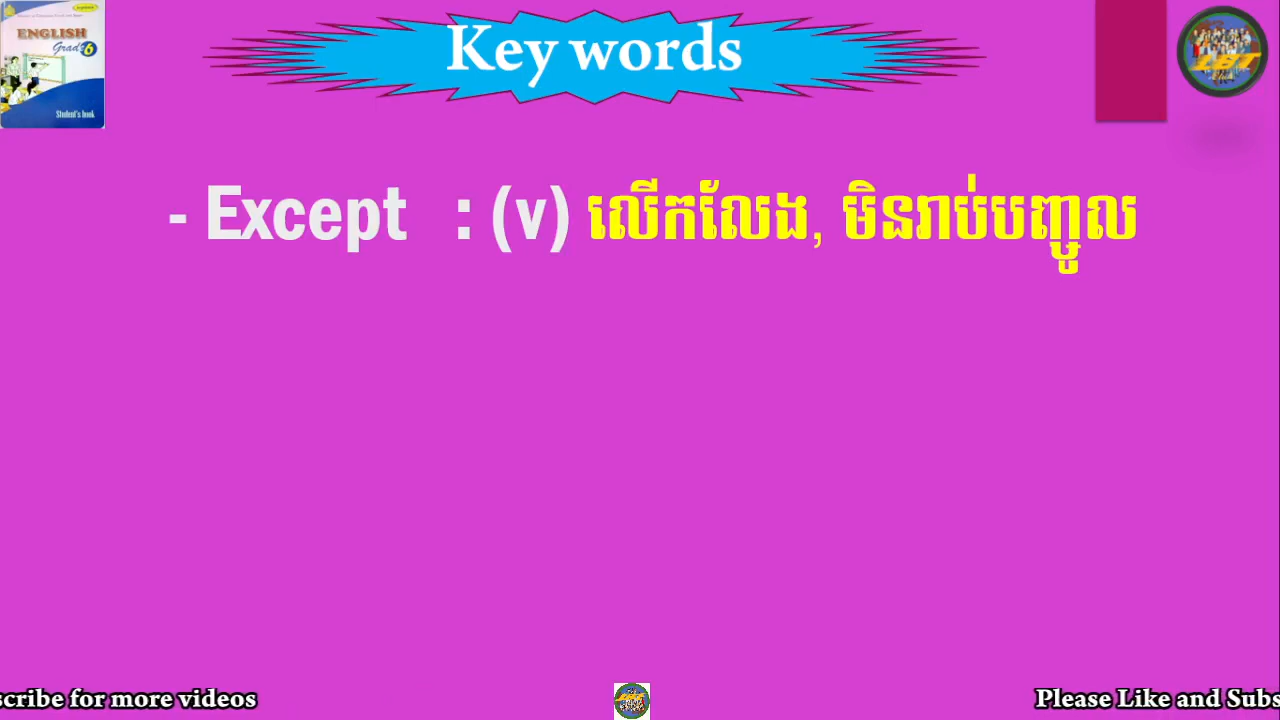 ENGLISH
Grade 6
Student's book
Key words
- Except : (v) លើកលែង, មិនរាប់បញ្ចូល
scribe for more videos
Please Like and Subs